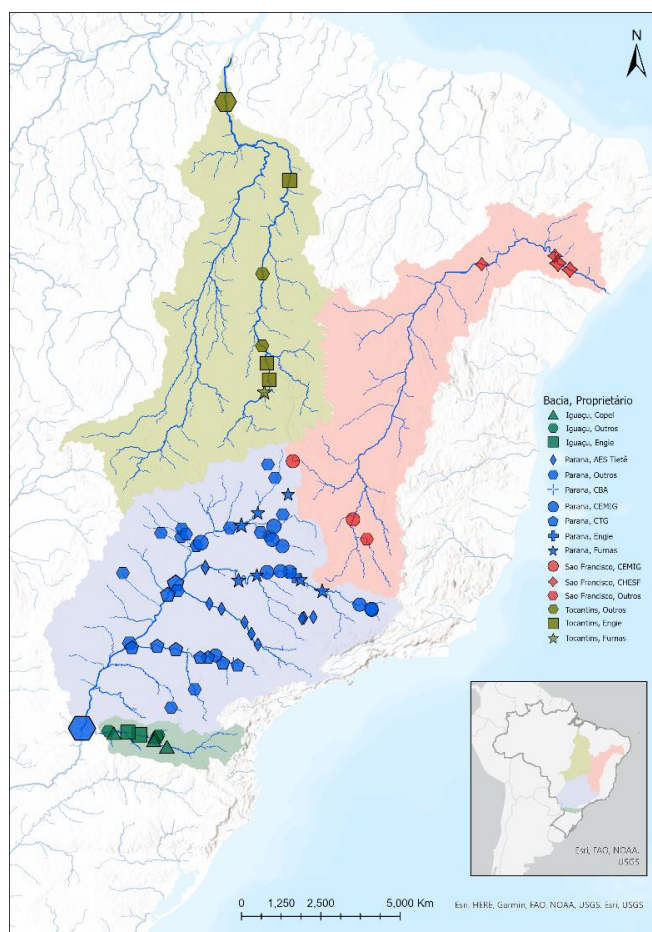 N
Bacia, Proprietário
Iguaçu, Copel
Iguaçu, Outros
Iguaçu, Engie
Parana, AES Tietê
Parana, Outros
Parana, CBA
Parana, CEMIG
Parana, CTG
Parana, Engie
Parana, Furnas
Sao Francisco, CEMIG
Sao Francisco, CHESF
Sao Francisco, Outros
Tocantins, Outros
Tocantins, Engie
Tocantins, Furnas
Esri, FAO, NOAA,
USGS
0 1,250 2,500 5,000 Km
Esri, HERE, Garmin, FAO, NOAA, USGS, Esri, USGS